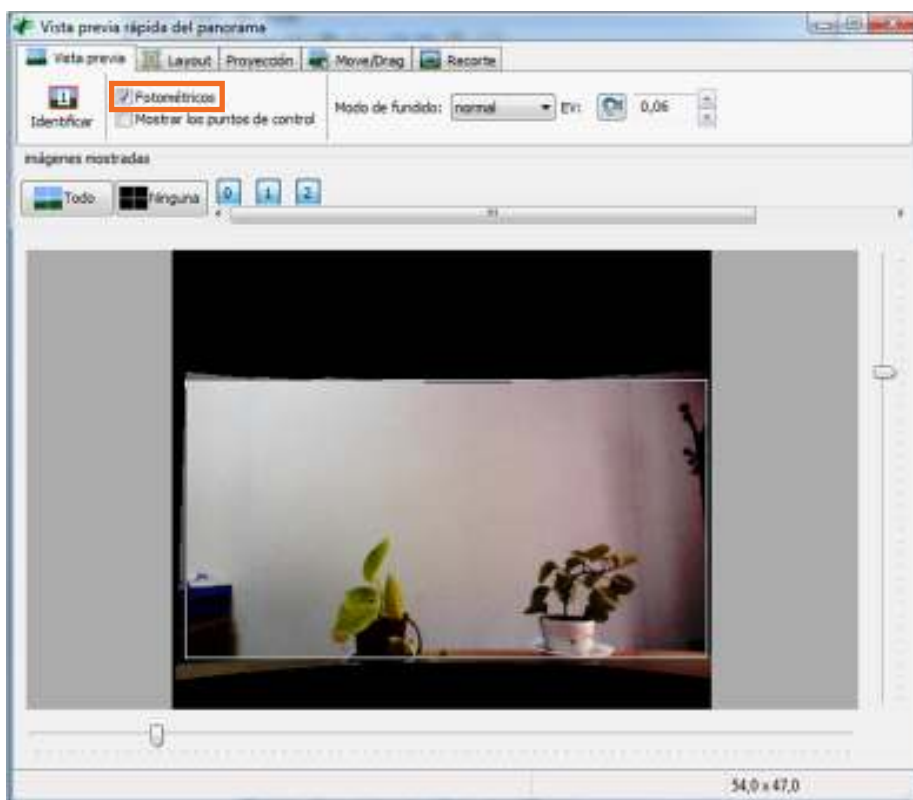 Vista previa rápida del panorama
Vista previa Layout Proyección Move/Drag Recorte
Fotométricos
Identificar Mostrar los puntos de control Modo de fundido: normal EV: 0,06
imágenes mostradas
Todo Ninguna 0 1 2
54,0 x 47,0